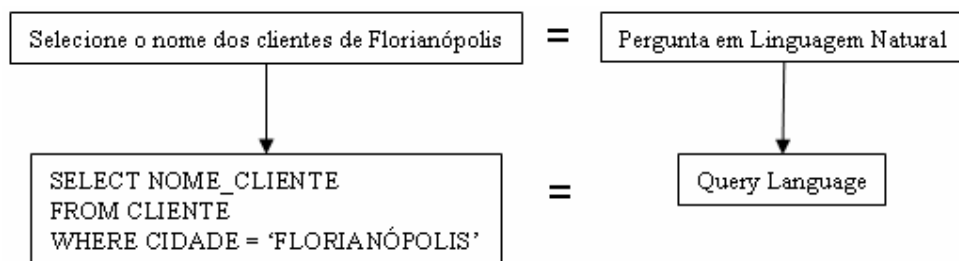 Selecione o nome dos clientes de Florianópolis
=
Pergunta em Linguagem Natural
SELECT NOME_CLIENTE
FROM CLIENTE
WHERE CIDADE = ‘FLORIANÓPOLIS’
=
Query Language